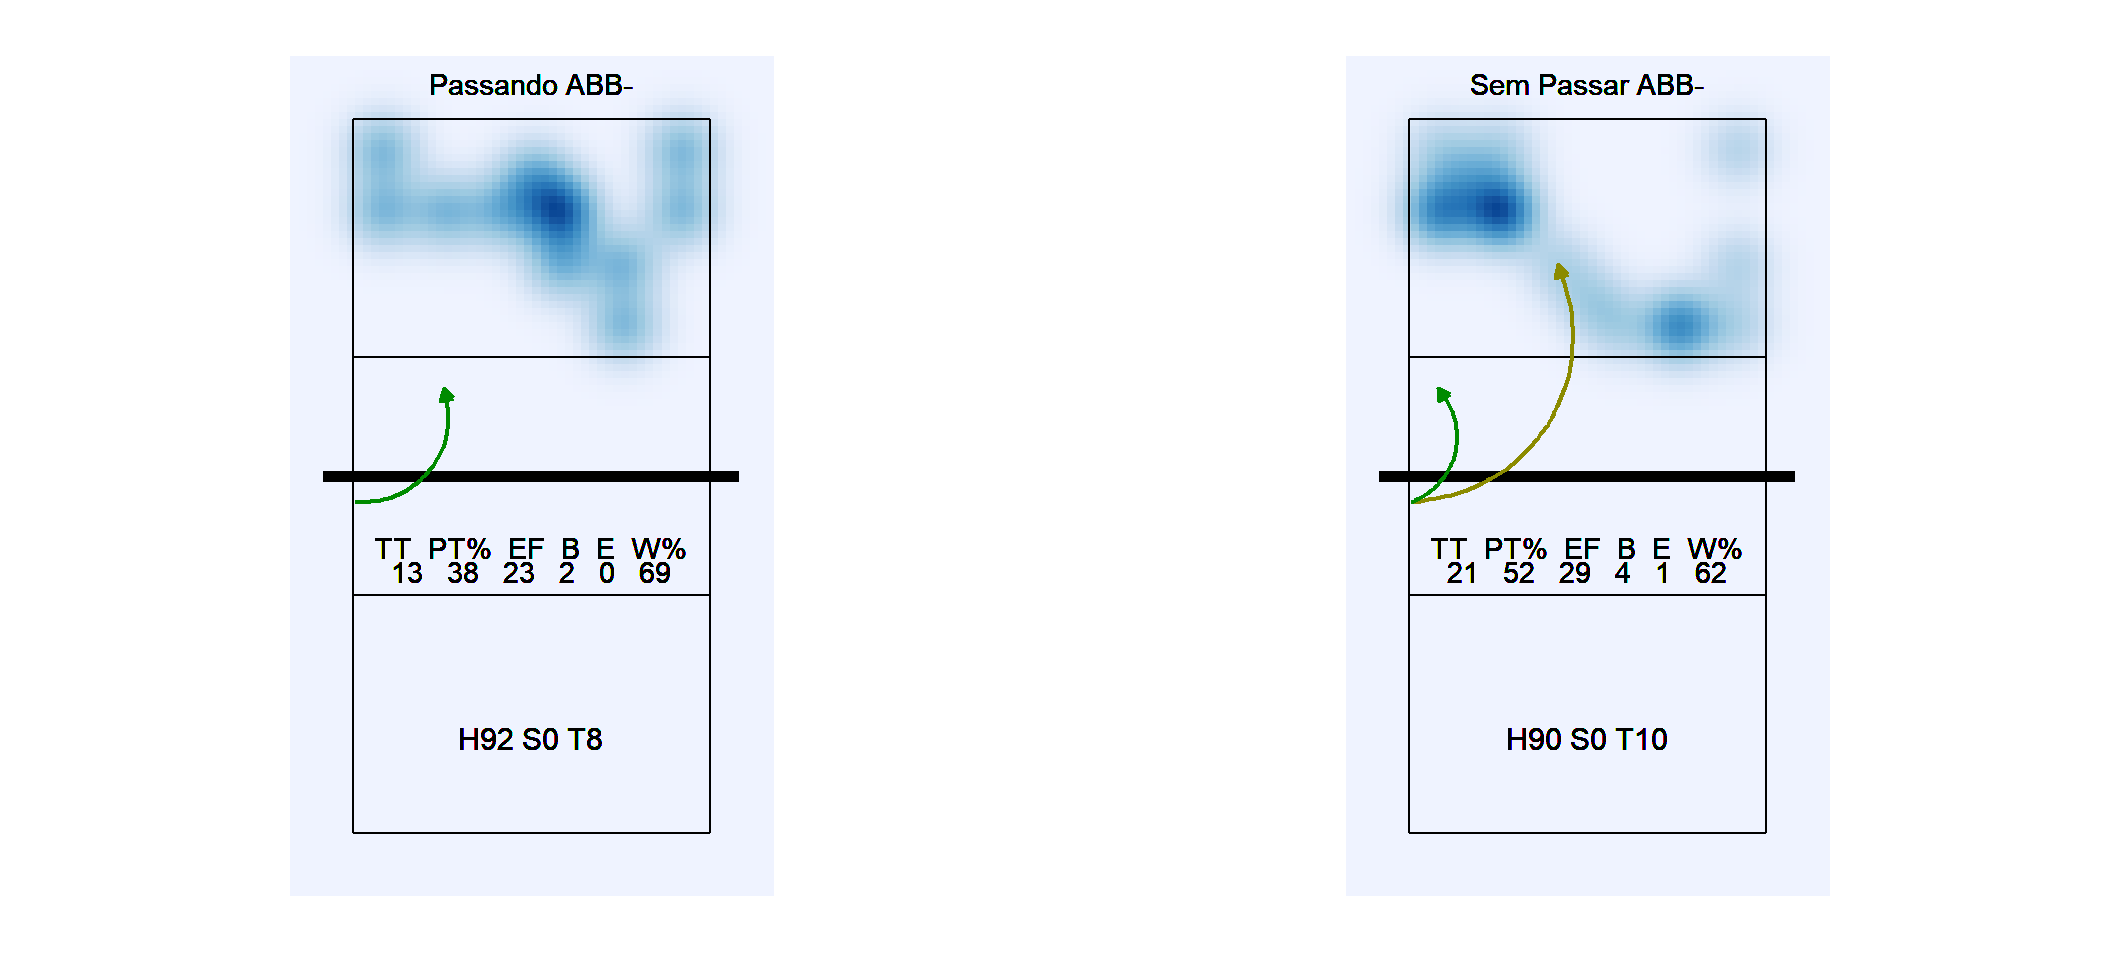 Passando ABB-
TT PT% EF B E W%
13 38 23 2 0 69
H92 S0 T8
Sem Passar ABB-
TT PT% EF B E W%
21 52 29 4 1 62
H90 S0 T10